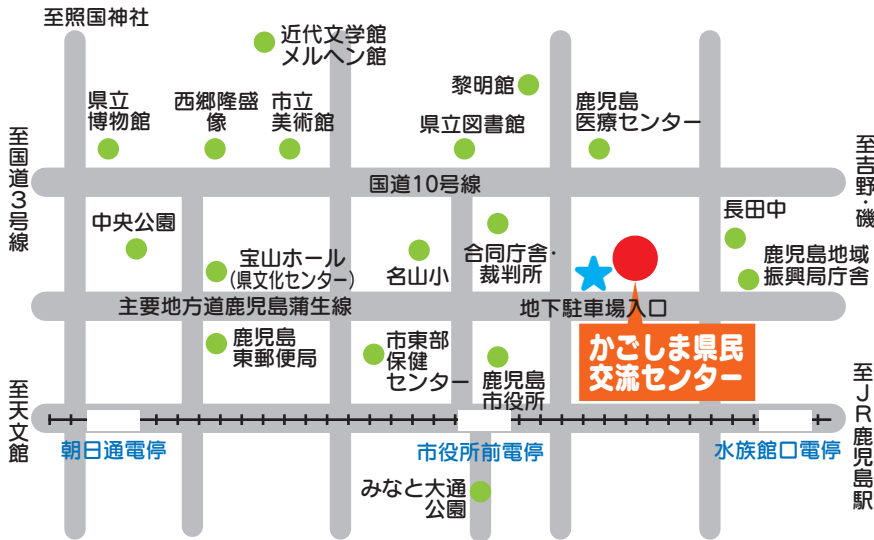 至照国神社
近代文学館
メルヘン館
黎明館
県立
博物館
西郷隆盛
像
市立
美術館
県立図書館
鹿児島
医療センター
至国道3号線
至吉野・磯
国道10号線
中央公園
宝山ホール
(県文化センター)
名山小
合同庁舎・
裁判所
長田中
鹿児島地域
振興局庁舎
主要地方道鹿児島蒲生線
地下駐車場入口
鹿児島
東郵便局
市東部
保健
センター
鹿児島
市役所
かごしま県民
交流センター
至天文館
至JR鹿児島駅
朝日通電停
市役所前電停
水族館口電停
みなと大通
公園